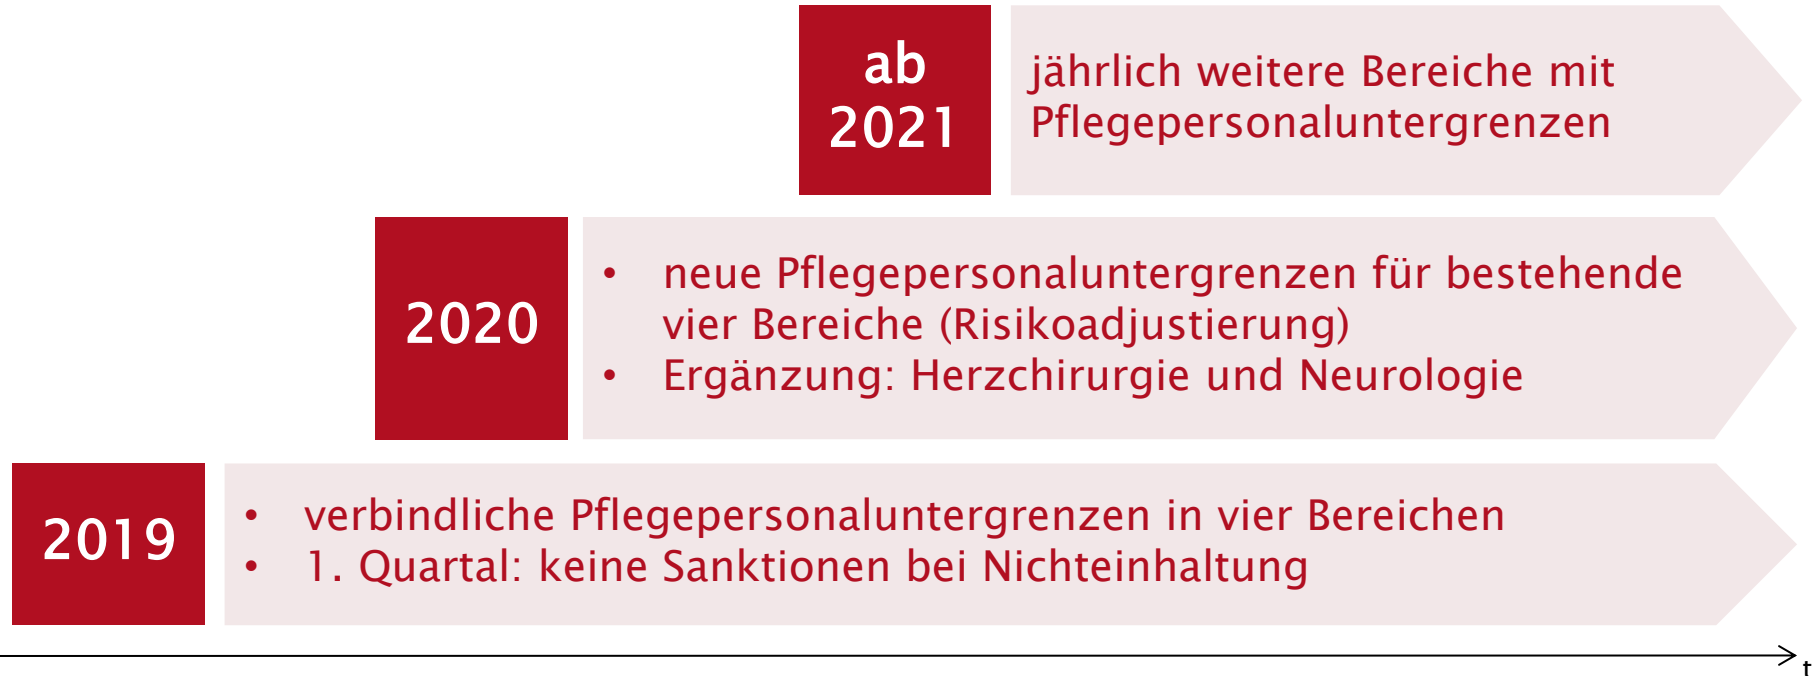 ab
2021
jährlich weitere Bereiche mit
Pflegepersonaluntergrenzen
2020
• neue Pflegepersonaluntergrenzen für bestehende
vier Bereiche (Risikoadjustierung)
• Ergänzung: Herzchirurgie und Neurologie
2019
• verbindliche Pflegepersonaluntergrenzen in vier Bereichen
• 1. Quartal: keine Sanktionen bei Nichteinhaltung
t